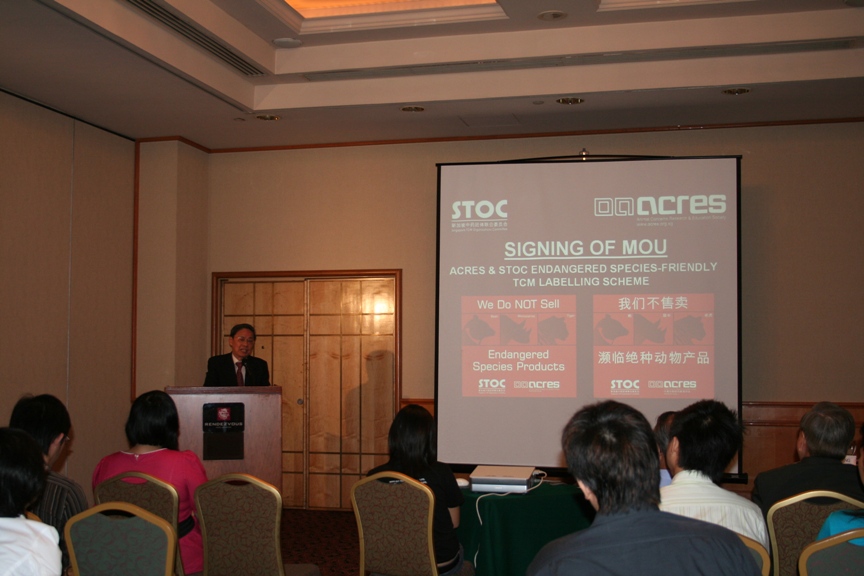 STOC
acres
SIGNING OF MOU
ACRES & STOC ENDANGERED SPECIES-FRIENDLY
TCM LABELLING SCHEME
We Do NOT Sell
Endangered
Species Products
STOC acres
我们不售卖
濒临绝种动物产品
STOC acres
RENDEZVOUS